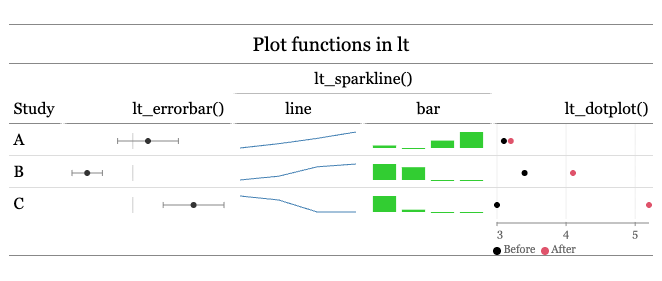 Plot functions in lt
lt_sparkline()
Study lt_errorbar() line bar lt_dotplot()
A
B
C
3 4 5
Before After